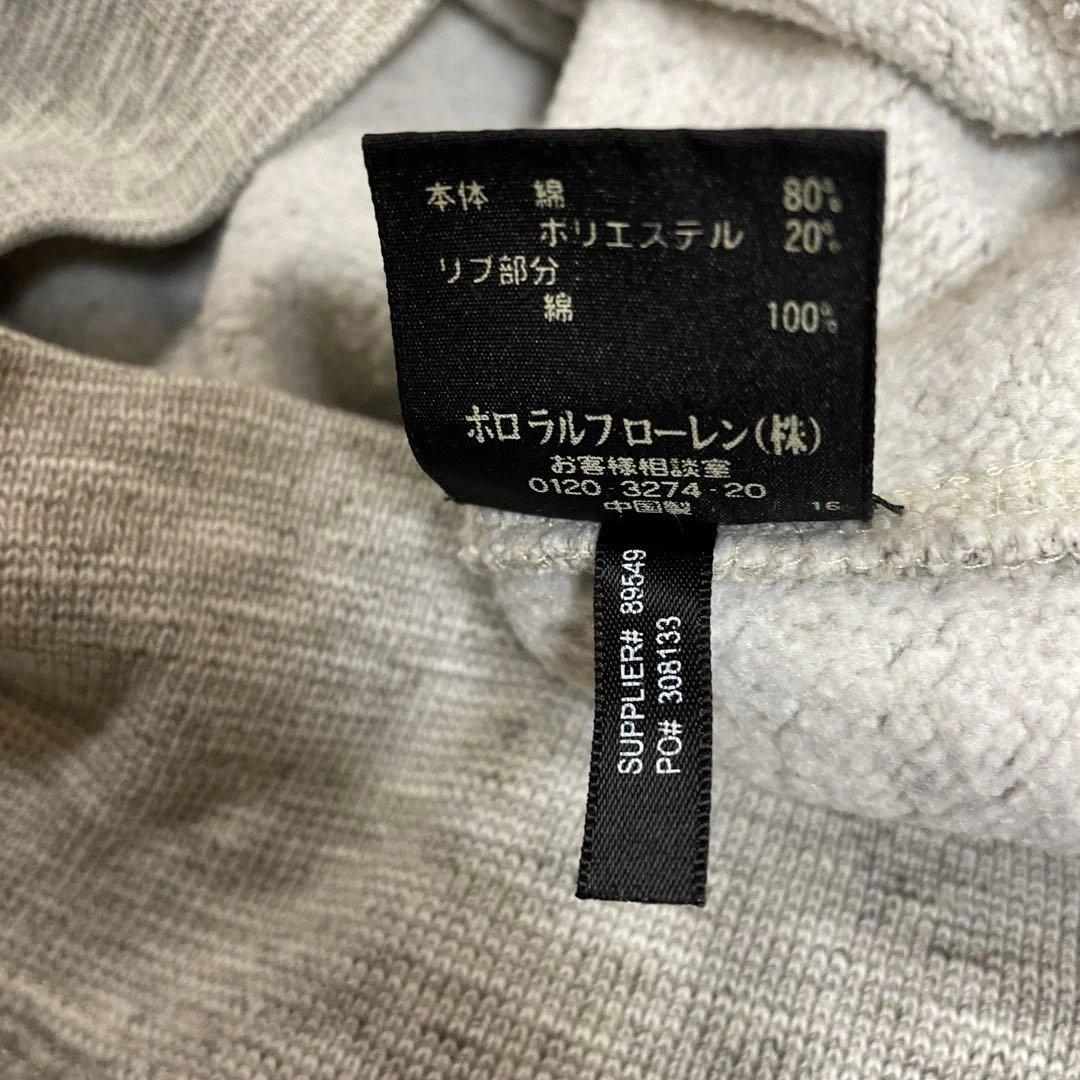 本体 綿 80%
ポリエステル 20%
リブ部分
綿 100%
ポロ ラルフ ローレン(株)
お客様相談室
0120-3274-20
中国製 16
SUPPLIER# 89549
PO# 308133